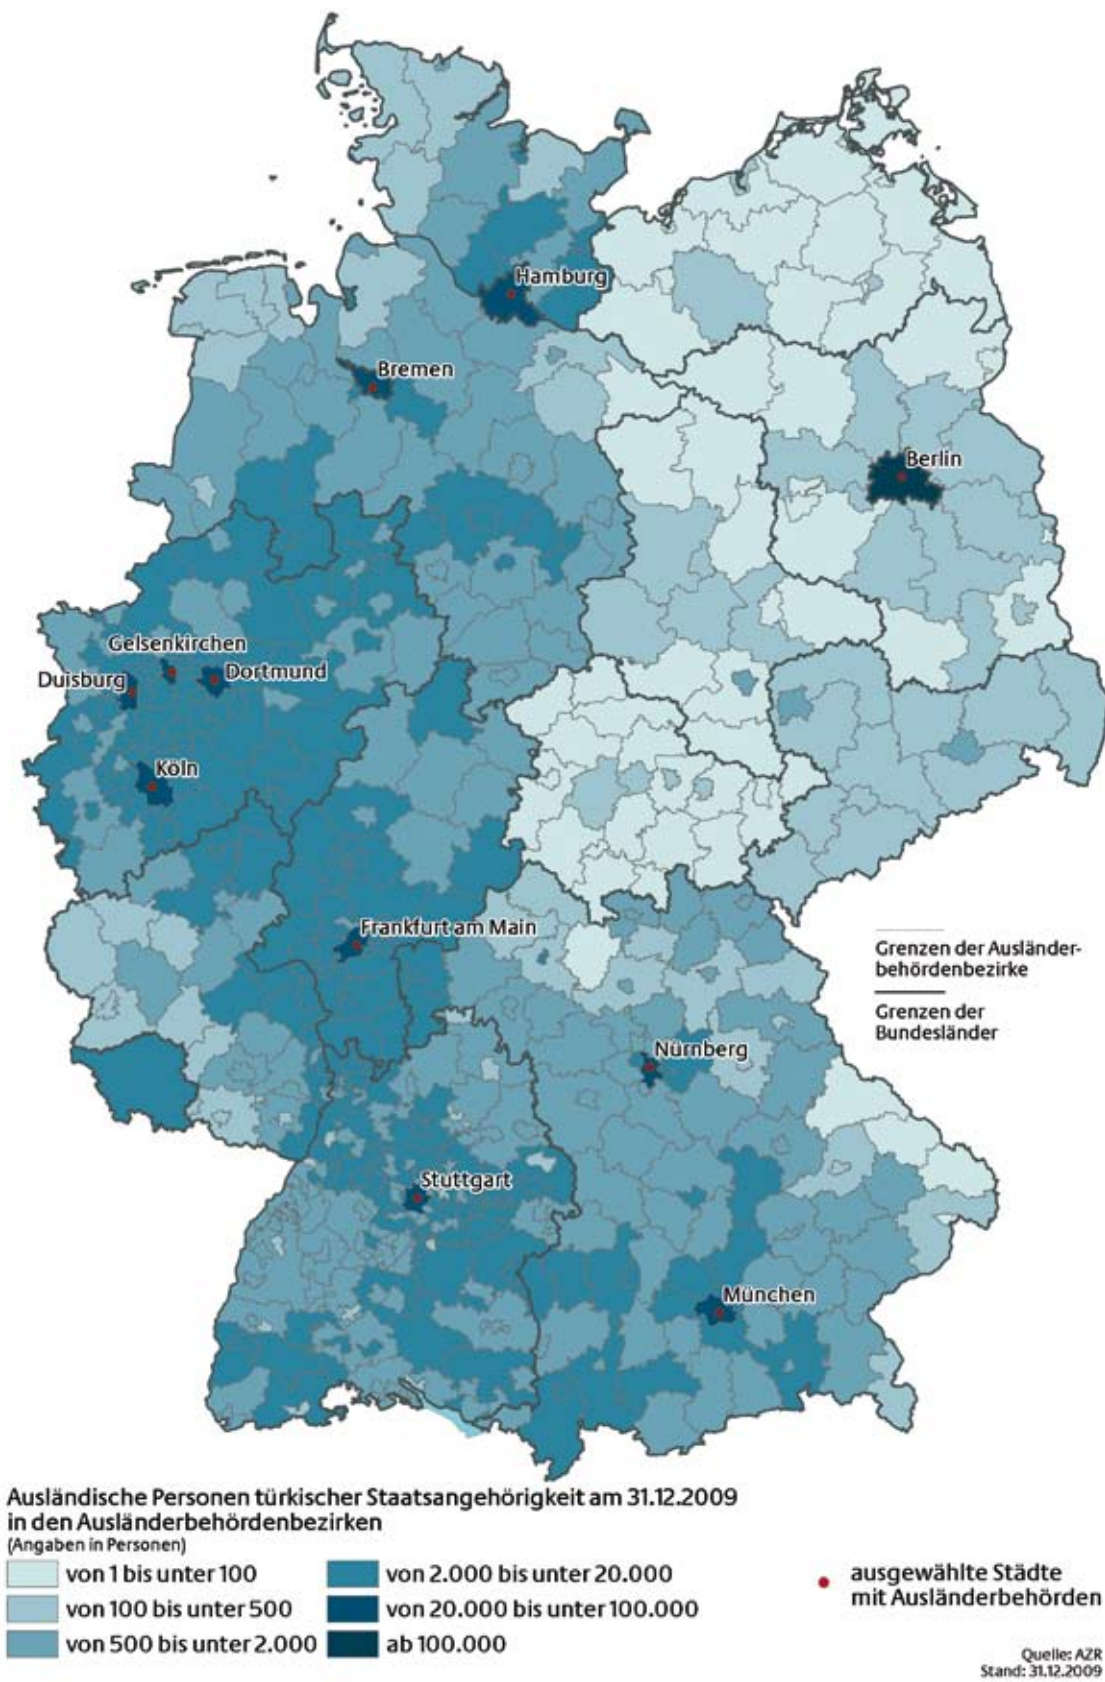 Hamburg
Bremen
Berlin
Gelsenkirchen
Duisburg
Dortmund
Köln
Frankfurt am Main
Grenzen der Ausländer-
behördenbezirke
Grenzen der
Bundesländer
Nürnberg
Stuttgart
München
Ausländische Personen türkischer Staatsangehörigkeit am 31.12.2009
in den Ausländerbehördenbezirken
(Angaben in Personen)
von 1 bis unter 100
von 100 bis unter 500
von 500 bis unter 2.000
von 2.000 bis unter 20.000
von 20.000 bis unter 100.000
ab 100.000
ausgewählte Städte
mit Ausländerbehörden
Quelle: AZR
Stand: 31.12.2009